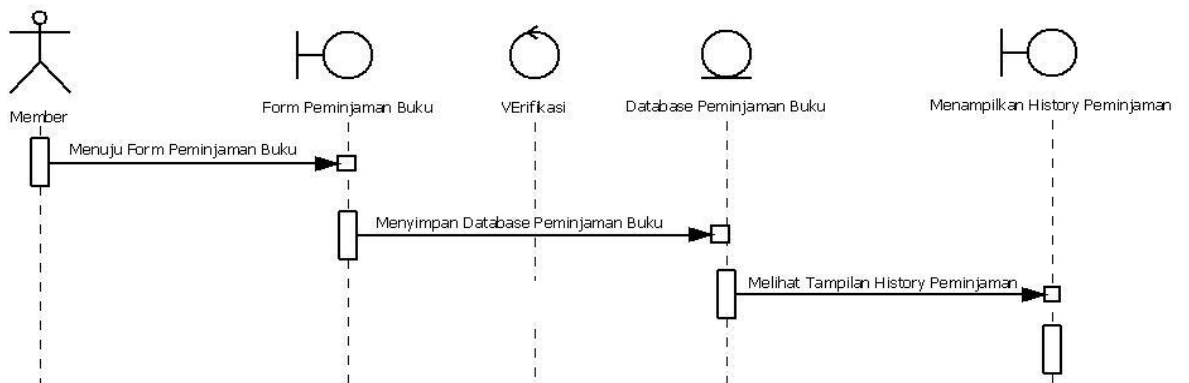 Member
Form Peminjaman Buku
VErifikasi
Database Peminjaman Buku
Menampilkan History Peminjaman
Menuju Form Peminjaman Buku
Menyimpan Database Peminjaman Buku
Melihat Tampilan History Peminjaman